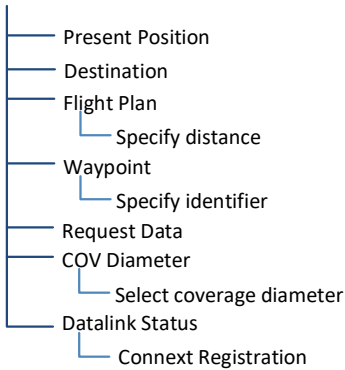 Present Position
Destination
Flight Plan
Specify distance
Waypoint
Specify identifier
Request Data
COV Diameter
Select coverage diameter
Datalink Status
Connext Registration